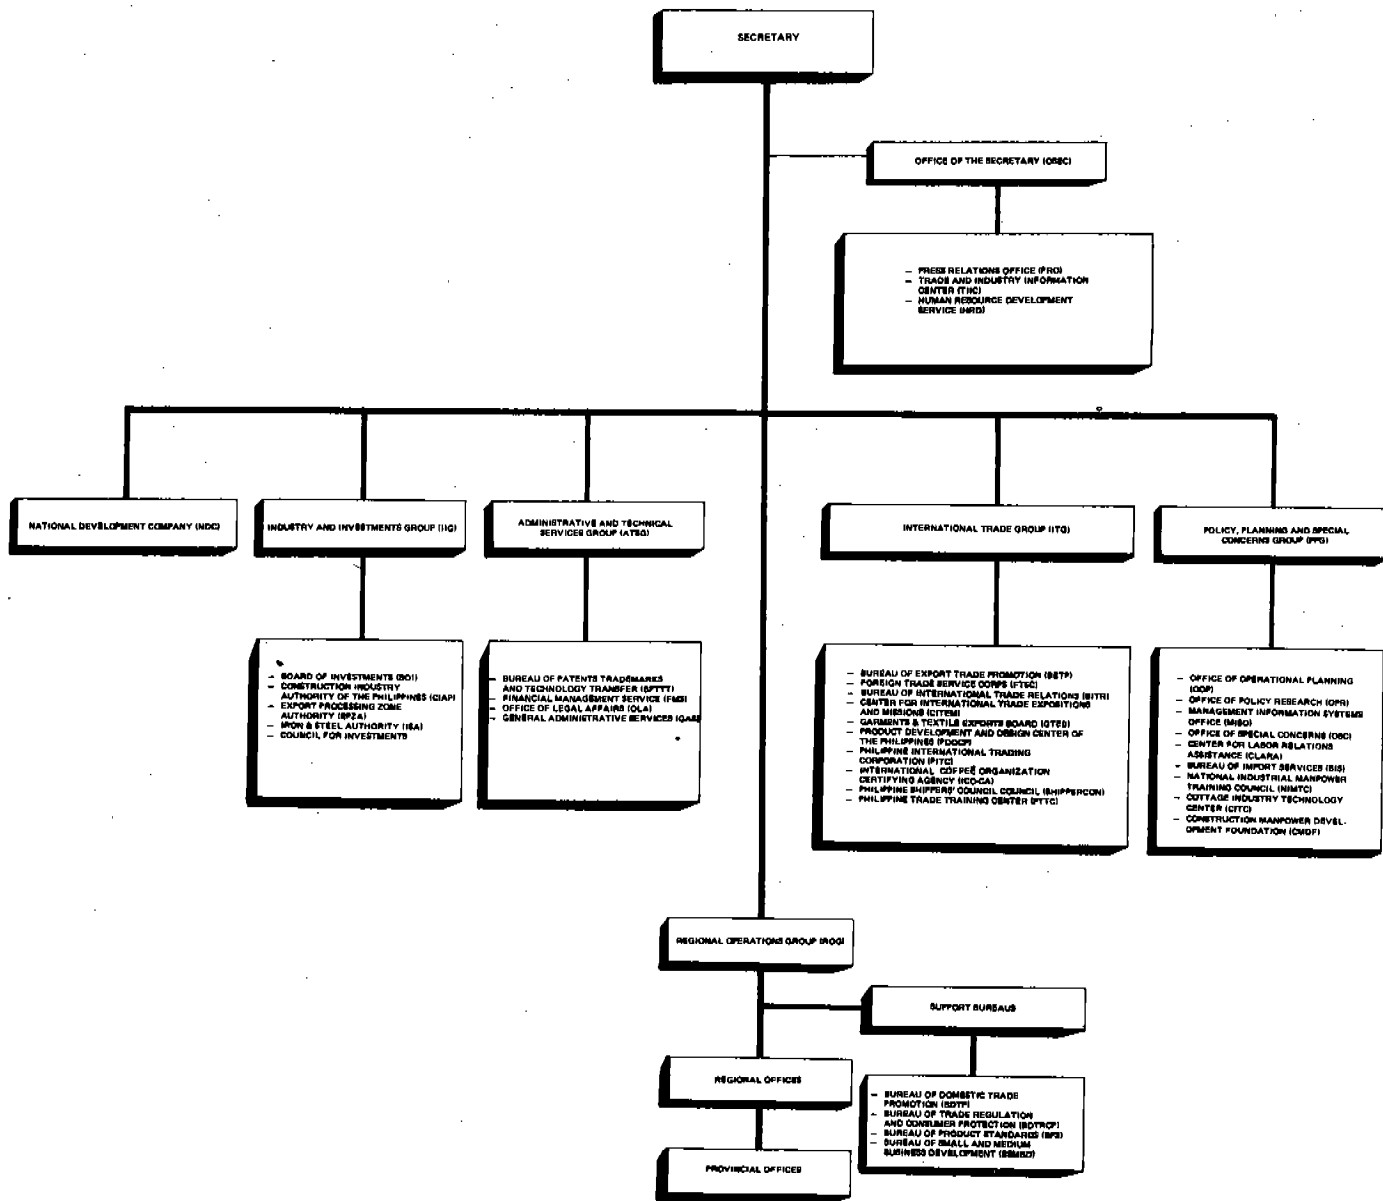 SECRETARY
OFFICE OF THE SECRETARY (OSEC)
— PRESS RELATIONS OFFICE (PRO)
— TRADE AND INDUSTRY INFORMATION
CENTER (TIIC)
— HUMAN RESOURCE DEVELOPMENT
SERVICE (HRD)
NATIONAL DEVELOPMENT COMPANY (NDC)
INDUSTRY AND INVESTMENTS GROUP (IIG)
ADMINISTRATIVE AND TECHNICAL
SERVICES GROUP (ATSG)
INTERNATIONAL TRADE GROUP (ITG)
POLICY, PLANNING AND SPECIAL
CONCERNS GROUP (PPG)
— BOARD OF INVESTMENTS (BOI)
— CONSTRUCTION INDUSTRY
AUTHORITY OF THE PHILIPPINES (CIAP)
— EXPORT PROCESSING ZONE
AUTHORITY (EPZA)
— IRON & STEEL AUTHORITY (ISA)
— COUNCIL FOR INVESTMENTS
— BUREAU OF PATENTS TRADEMARKS
AND TECHNOLOGY TRANSFER (BPTTT)
— FINANCIAL MANAGEMENT SERVICE (FMS)
— OFFICE OF LEGAL AFFAIRS (OLA)
— GENERAL ADMINISTRATIVE SERVICES (GAS)
— BUREAU OF EXPORT TRADE PROMOTION (BETP)
— FOREIGN TRADE SERVICE CORPS (FTSC)
— BUREAU OF INTERNATIONAL TRADE RELATIONS (BITR)
— CENTER FOR INTERNATIONAL TRADE EXPOSITIONS
AND MISSIONS (CITEM)
— GARMENTS & TEXTILE EXPORTS BOARD (GTEB)
— PRODUCT DEVELOPMENT AND DESIGN CENTER OF
THE PHILIPPINES (PDDCP)
— PHILIPPINE INTERNATIONAL TRADING
CORPORATION (PITC)
— INTERNATIONAL COFFEE ORGANIZATION
CERTIFYING AGENCY (ICO-CA)
— PHILIPPINE SHIPPERS' COUNCIL COUNCIL (SHIPPERCON)
— PHILIPPINE TRADE TRAINING CENTER (PTTC)
— OFFICE OF OPERATIONAL PLANNING
(OOP)
— OFFICE OF POLICY RESEARCH (OPR)
— MANAGEMENT INFORMATION SYSTEMS
OFFICE (MISO)
— OFFICE OF SPECIAL CONCERNS (OSC)
— CENTER FOR LABOR RELATIONS
ASSISTANCE (CLARA)
— BUREAU OF IMPORT SERVICES (BIS)
— NATIONAL INDUSTRIAL MANPOWER
TRAINING COUNCIL (NIMTC)
— COTTAGE INDUSTRY TECHNOLOGY
CENTER (CITC)
— CONSTRUCTION MANPOWER DEVEL-
OPMENT FOUNDATION (CMDF)
REGIONAL OPERATIONS GROUP (ROG)
SUPPORT BUREAUS
REGIONAL OFFICES
— BUREAU OF DOMESTIC TRADE
PROMOTION (BDTP)
— BUREAU OF TRADE REGULATION
AND CONSUMER PROTECTION (BDTRCP)
— BUREAU OF PRODUCT STANDARDS (BPS)
— BUREAU OF SMALL AND MEDIUM
BUSINESS DEVELOPMENT (BSMBD)
PROVINCIAL OFFICES